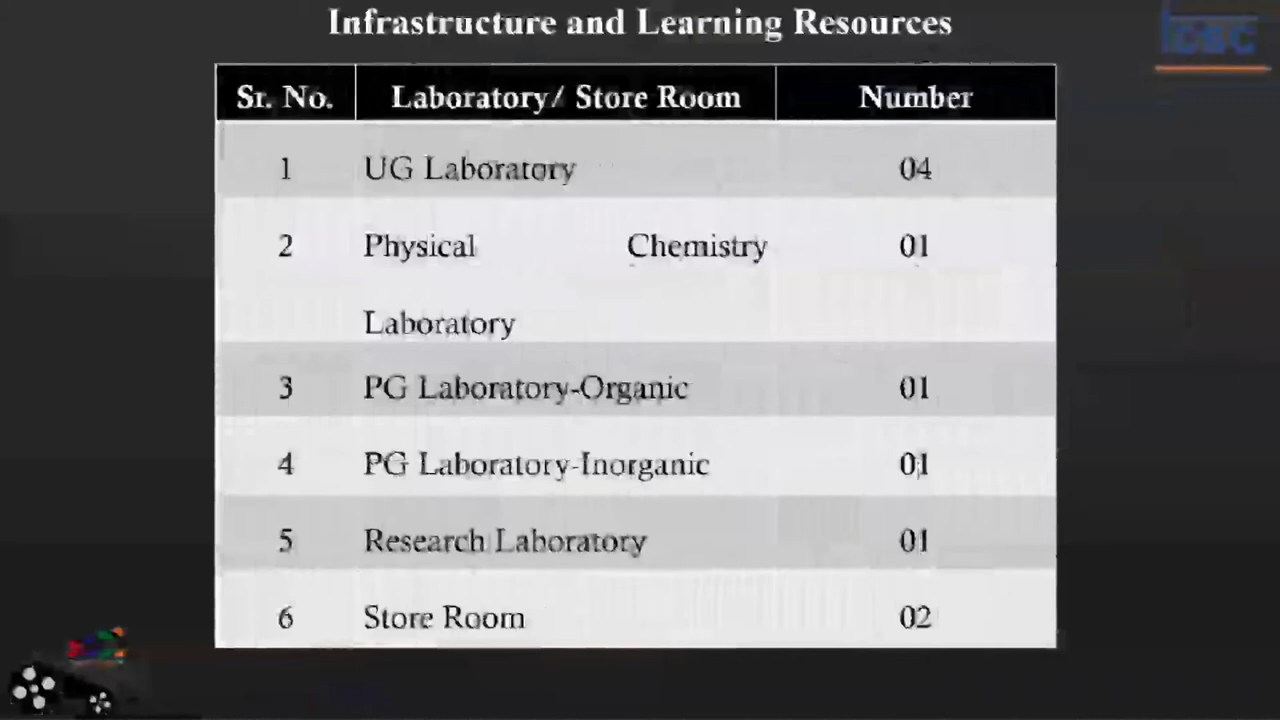 Infrastructure and Learning Resources
CSC
Sr. No. Laboratory/ Store Room Number
1 UG Laboratory 04
2 Physical Chemistry 01
Laboratory
3 PG Laboratory-Organic 01
4 PG Laboratory-Inorganic 01
5 Research Laboratory 01
6 Store Room 02